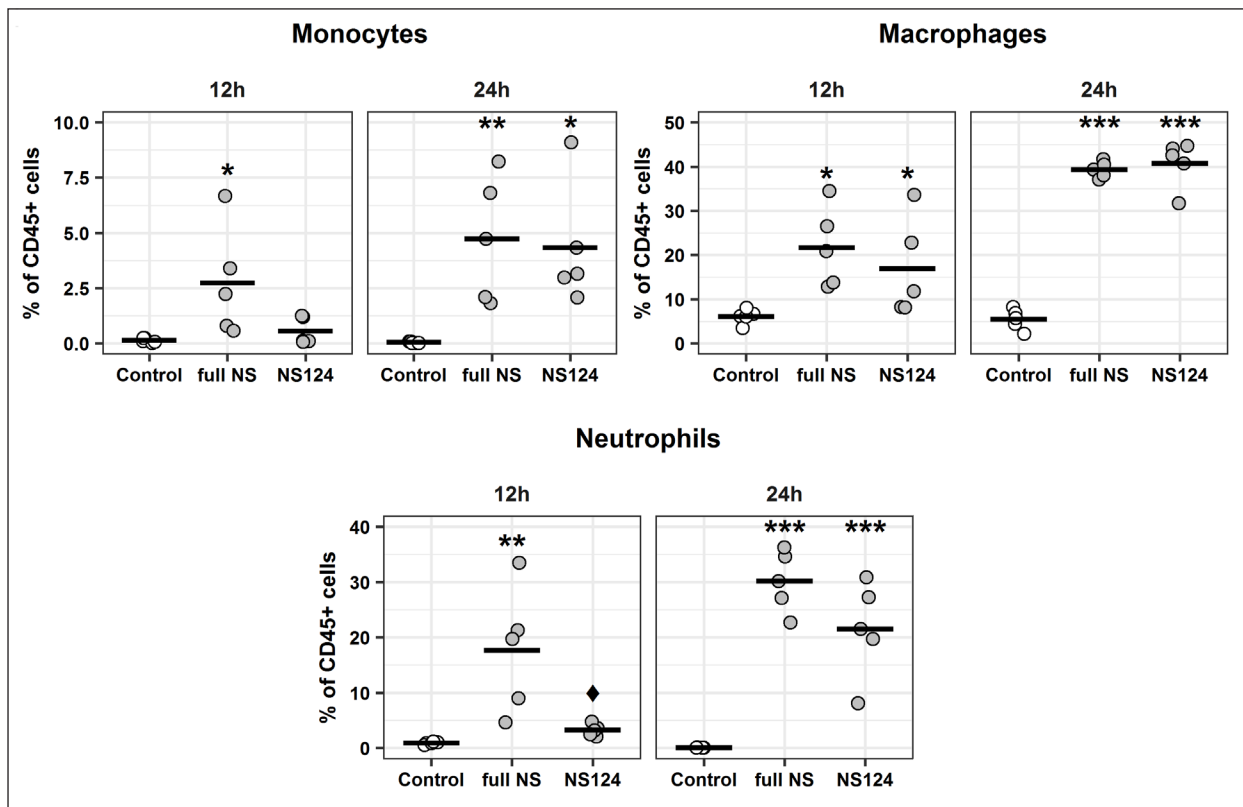 Monocytes
Macrophages
12h
24h
12h
24h
% of CD45+ cells
10.0
7.5
5.0
2.5
0.0
*
**
*
Control
full NS
NS124
Control
full NS
NS124
% of CD45+ cells
50
40
30
20
10
0
*
*
***
***
Control
full NS
NS124
Control
full NS
NS124
Neutrophils
12h
24h
% of CD45+ cells
40
30
20
10
0
**
♦
***
***
Control
full NS
NS124
Control
full NS
NS124